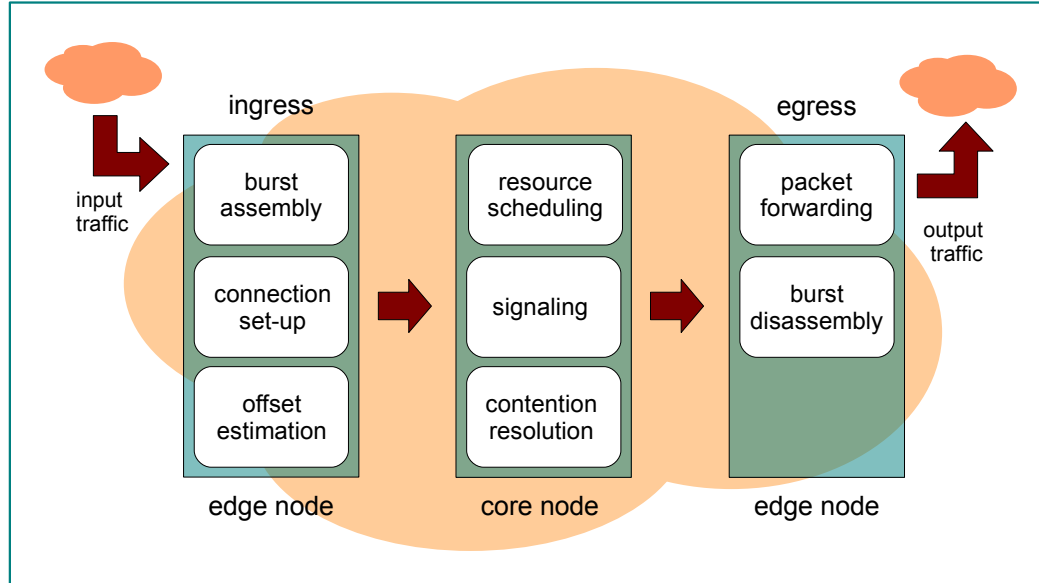 ingress
egress
input
traffic
burst
assembly
connection
set-up
offset
estimation
edge node
resource
scheduling
signaling
contention
resolution
core node
packet
forwarding
burst
disassembly
edge node
output
traffic